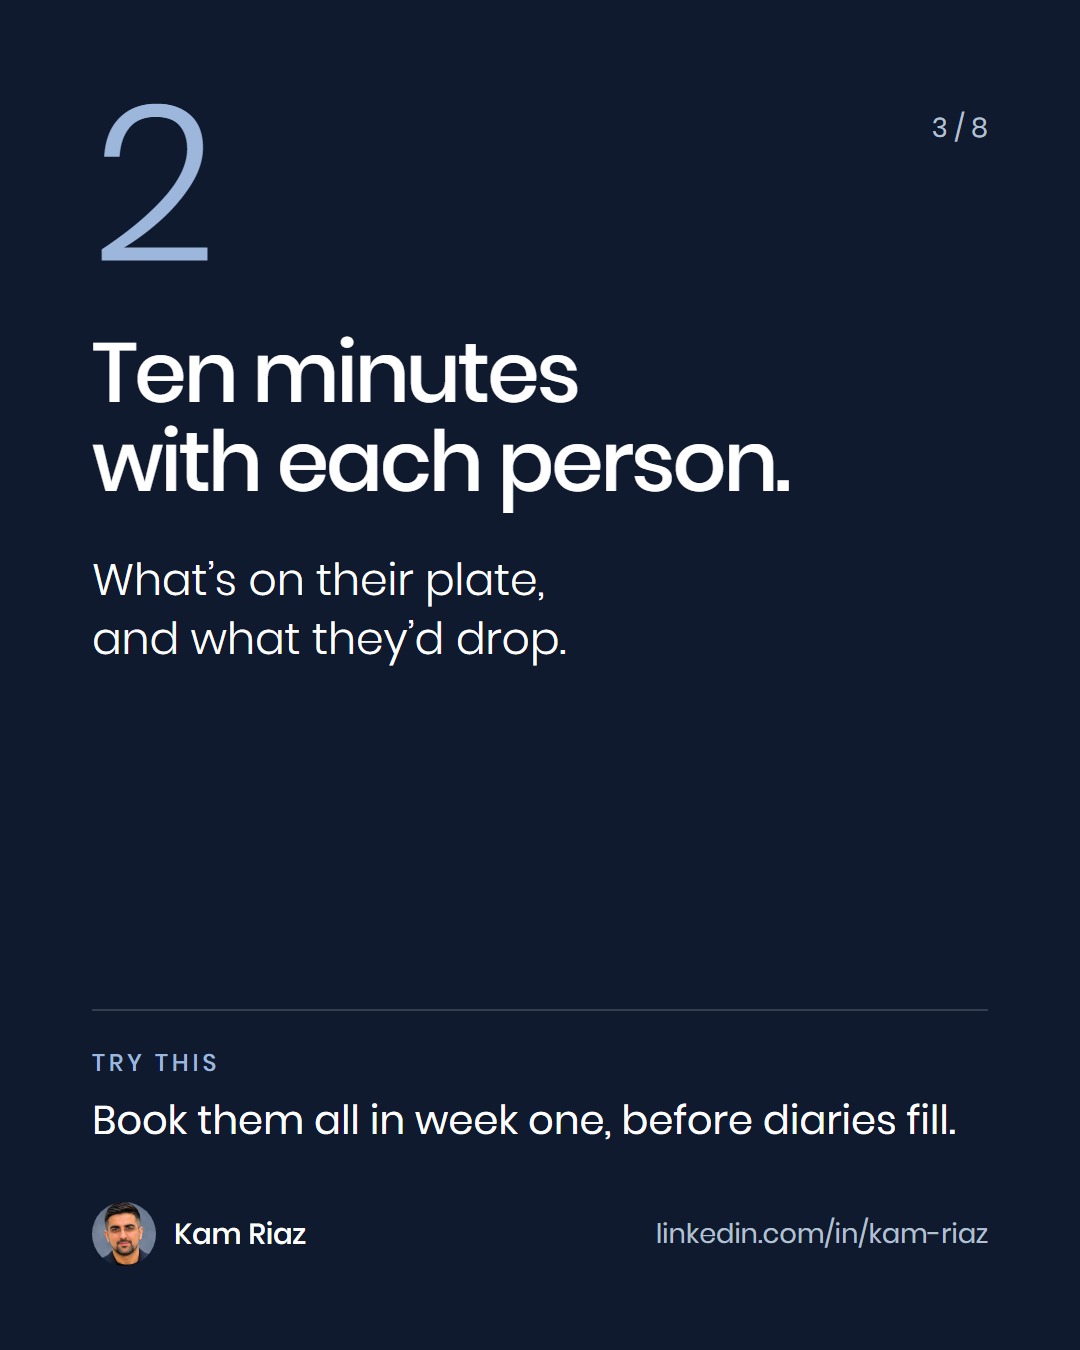 2
3 / 8
Ten minutes
with each person.
What’s on their plate,
and what they’d drop.
TRY THIS
Book them all in week one, before diaries fill.
Kam Riaz
linkedin.com/in/kam-riaz